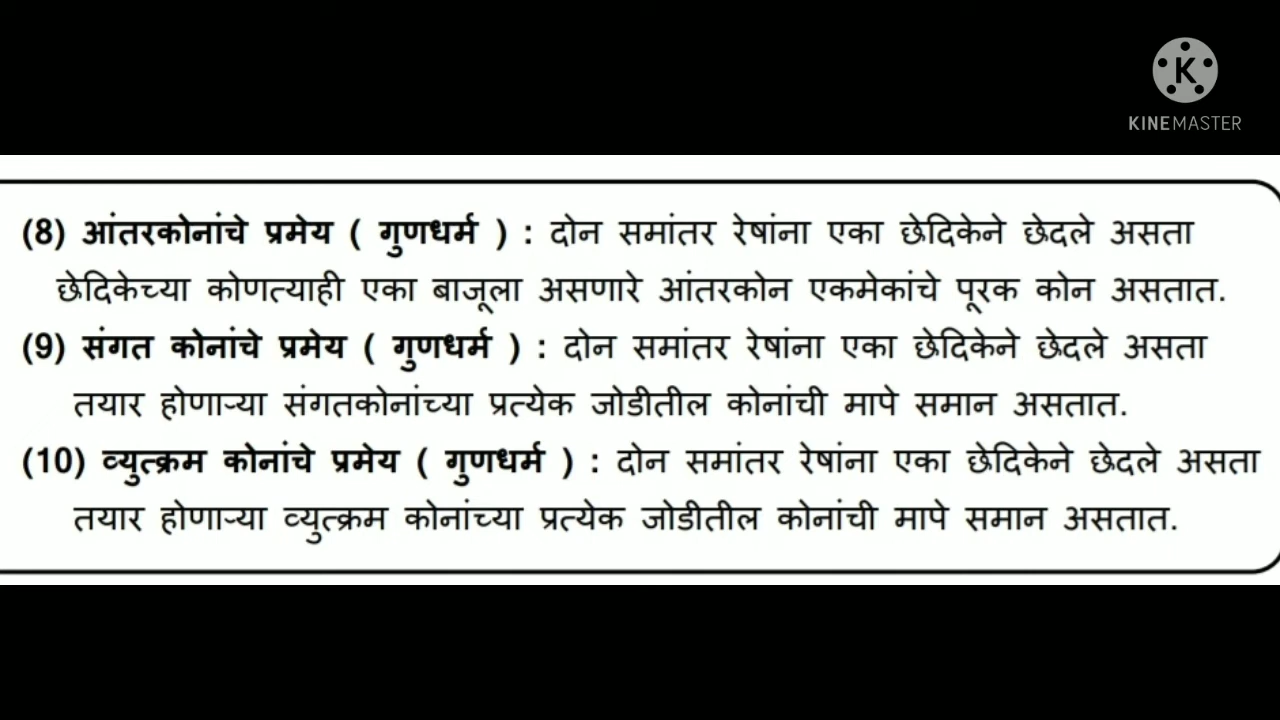 K
KINEMASTER
(8) आंतरकोनांचे प्रमेय ( गुणधर्म ) : दोन समांतर रेषांना एका छेदिकेने छेदले असता
छेदिकेच्या कोणत्याही एका बाजूला असणारे आंतरकोन एकमेकांचे पूरक कोन असतात.
(9) संगत कोनांचे प्रमेय ( गुणधर्म ) : दोन समांतर रेषांना एका छेदिकेने छेदले असता
तयार होणाऱ्या संगतकोनांच्या प्रत्येक जोडीतील कोनांची मापे समान असतात.
(10) व्युत्क्रम कोनांचे प्रमेय ( गुणधर्म ) : दोन समांतर रेषांना एका छेदिकेने छेदले असता
तयार होणाऱ्या व्युत्क्रम कोनांच्या प्रत्येक जोडीतील कोनांची मापे समान असतात.